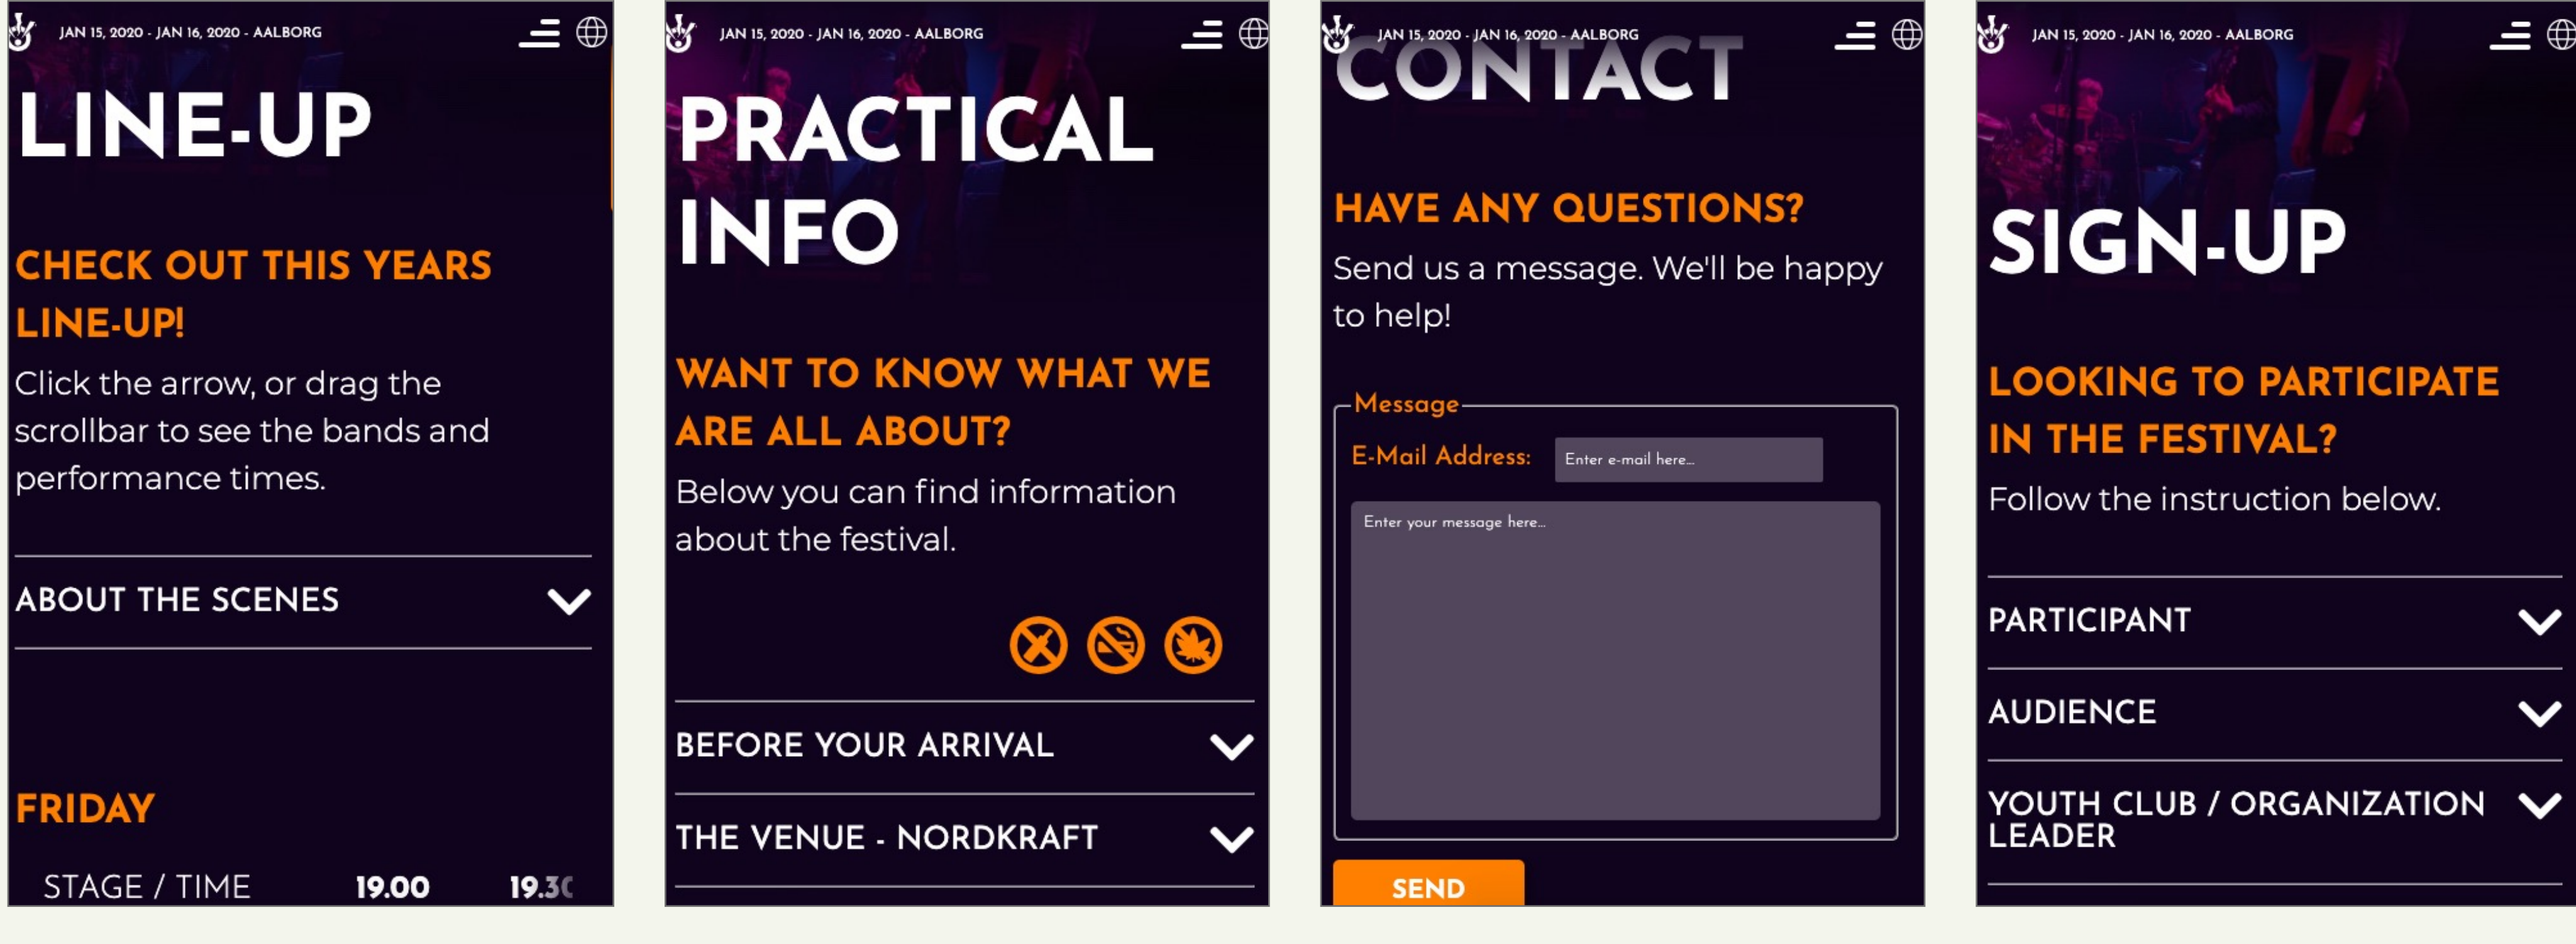 JAN 15, 2020 - JAN 16, 2020 - AALBORG
LINE-UP
CHECK OUT THIS YEARS
LINE-UP!
Click the arrow, or drag the
scrollbar to see the bands and
performance times.
ABOUT THE SCENES
FRIDAY
STAGE / TIME 19.00 19.30
JAN 15, 2020 - JAN 16, 2020 - AALBORG
PRACTICAL
INFO
WANT TO KNOW WHAT WE
ARE ALL ABOUT?
Below you can find information
about the festival.
BEFORE YOUR ARRIVAL
THE VENUE - NORDKRAFT
JAN 15, 2020 - JAN 16, 2020 - AALBORG
CONTACT
HAVE ANY QUESTIONS?
Send us a message. We'll be happy
to help!
Message
E-Mail Address: Enter e-mail here...
Enter your message here...
SEND
JAN 15, 2020 - JAN 16, 2020 - AALBORG
SIGN-UP
LOOKING TO PARTICIPATE
IN THE FESTIVAL?
Follow the instruction below.
PARTICIPANT
AUDIENCE
YOUTH CLUB / ORGANIZATION
LEADER